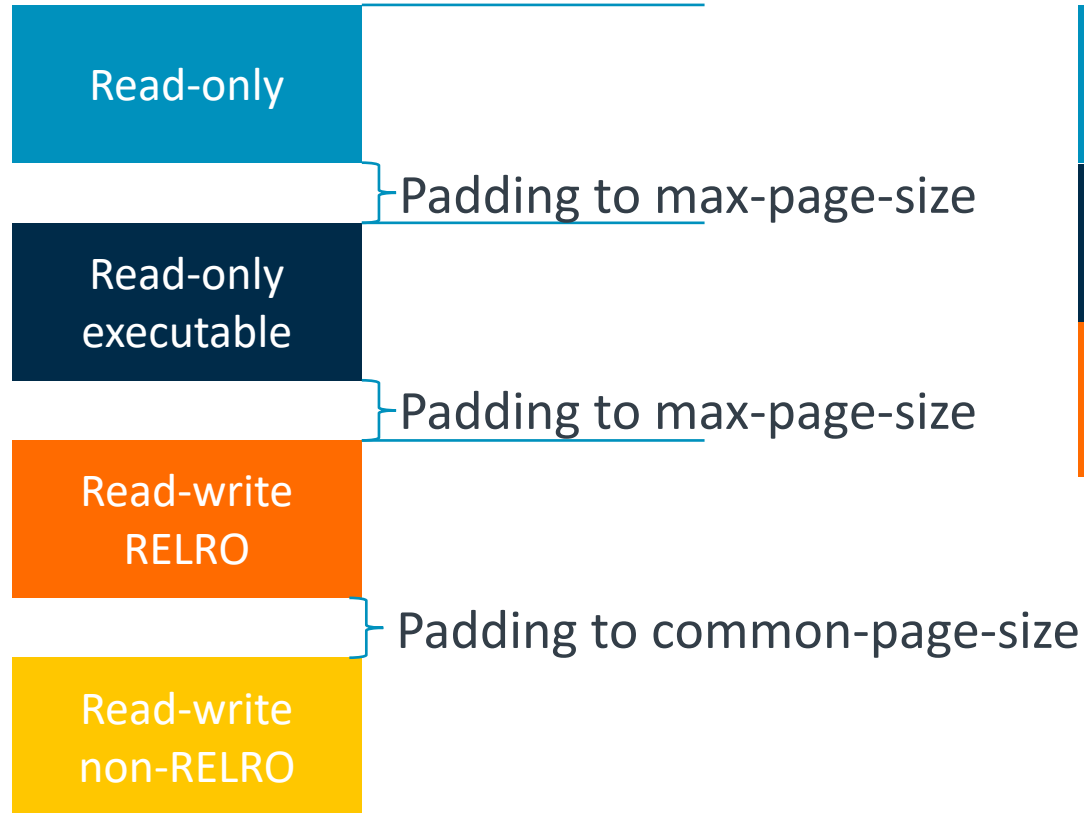 Read-only
Padding to max-page-size
Read-only
executable
Padding to max-page-size
Read-write
RELRO
Padding to common-page-size
Read-write
non-RELRO